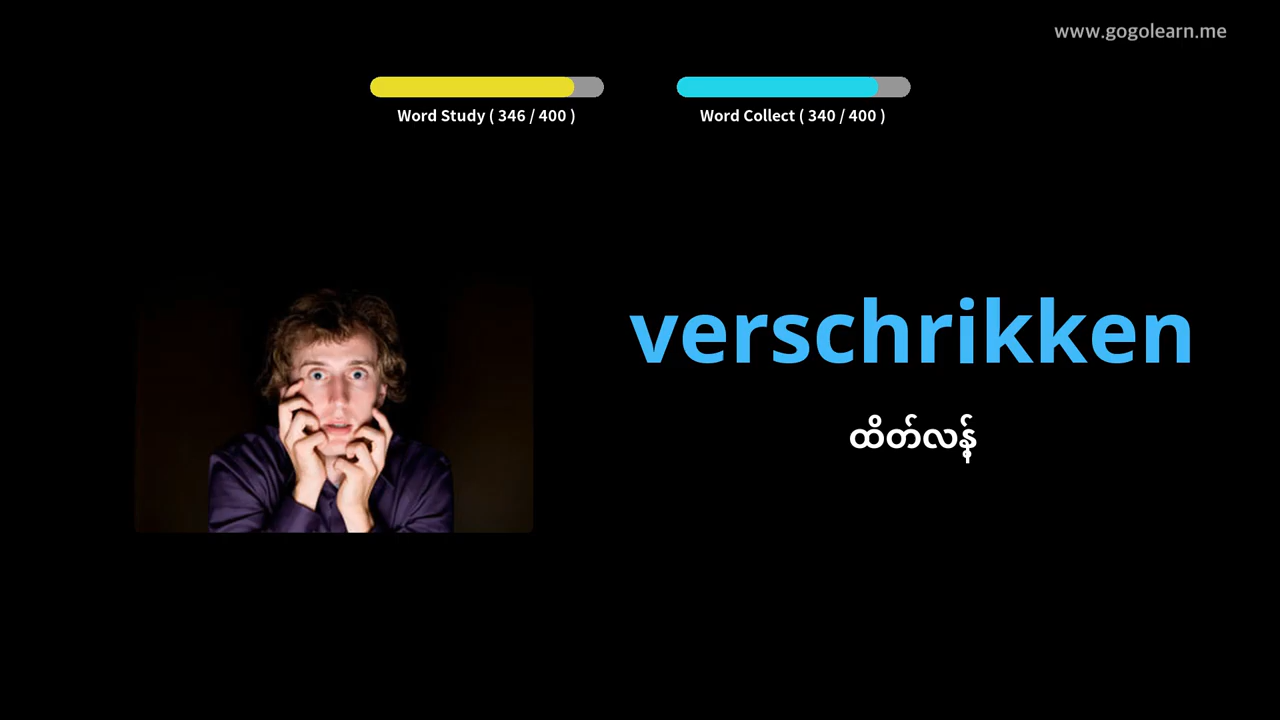 www.gogolearn.me
Word Study ( 346 / 400 )
Word Collect ( 340 / 400 )
verschrikken
ထိတ်လန့်